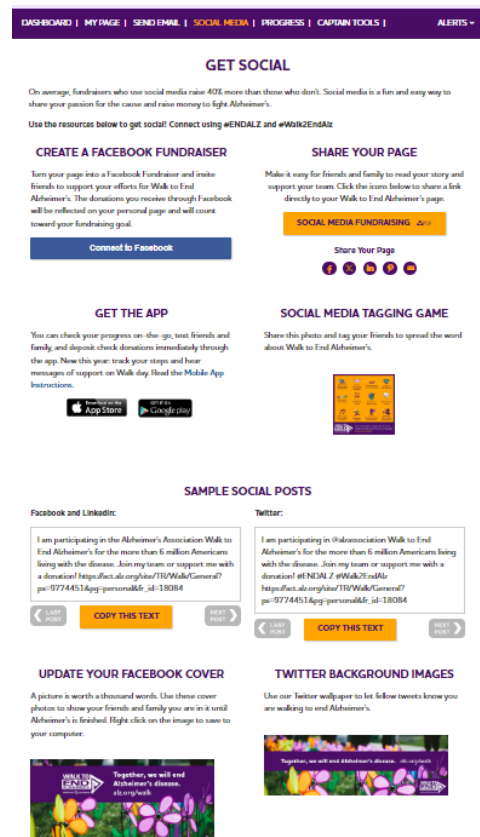 DASHBOARD | MY PAGE | SEND EMAIL | SOCIAL MEDIA | PROGRESS | CAPTAIN TOOLS | ALERTS
GET SOCIAL
On average, fundraisers who use social media raise 40% more than those who don't. Social media is a fun and easy way to
share your passion for the cause and raise money to fight Alzheimer's.
Use the resources below to get social! Connect using #ENDALZ and #Walk2EndAlz
CREATE A FACEBOOK FUNDRAISER
Turn your page into a Facebook Fundraiser and invite
friends to support your efforts for Walk to End
Alzheimer's. The donations you receive through Facebook
will be reflected on your personal page and will count
toward your fundraising goal.
Connect to Facebook
SHARE YOUR PAGE
Make it easy for friends and family to read your story and
support your team. Click the icons below to share a link
directly to your Walk to End Alzheimer's page.
SOCIAL MEDIA FUNDRAISING
Share Your Page
GET THE APP
You can check your progress on-the-go, text friends and
family, and deposit check donations immediately through
the app. New this year: track your steps and hear
messages of support on Walk day. Read the Mobile App
Instructions.
Download on the
App Store
GET IT ON
Google play
SOCIAL MEDIA TAGGING GAME
Share this photo and tag your friends to spread the word
about Walk to End Alzheimer's.
SAMPLE SOCIAL POSTS
Facebook and LinkedIn:
I am participating in the Alzheimer's Association Walk to
End Alzheimer's for the more than 6 million Americans
living with the disease. Join my team or support me with
a donation! https://act.alz.org/site/TR/Walk/General?
px=9774451&pg=personal&fr_id=18084
LAST
POST
COPY THIS TEXT
NEXT
POST
Twitter:
I am participating in @alzassociation Walk to End
Alzheimer's for the more than 6 million Americans living
with the disease. Join my team or support me with a
donation! #ENDALZ #Walk2EndAlz
https://act.alz.org/site/TR/Walk/General?
px=9774451&pg=personal&fr_id=18084
LAST
POST
COPY THIS TEXT
NEXT
POST
UPDATE YOUR FACEBOOK COVER
A picture is worth a thousand words. Use these cover
photos to show your friends and family you are in it until
Alzheimer's is finished. Right click on the image to save to
your computer.
WALK TO
END
Together, we will end
Alzheimer's disease.
alz.org/walk
TWITTER BACKGROUND IMAGES
Use our Twitter wallpaper to let fellow tweets know you
are walking to end Alzheimer's.
Together, we will end Alzheimer's disease. alz.org/walk